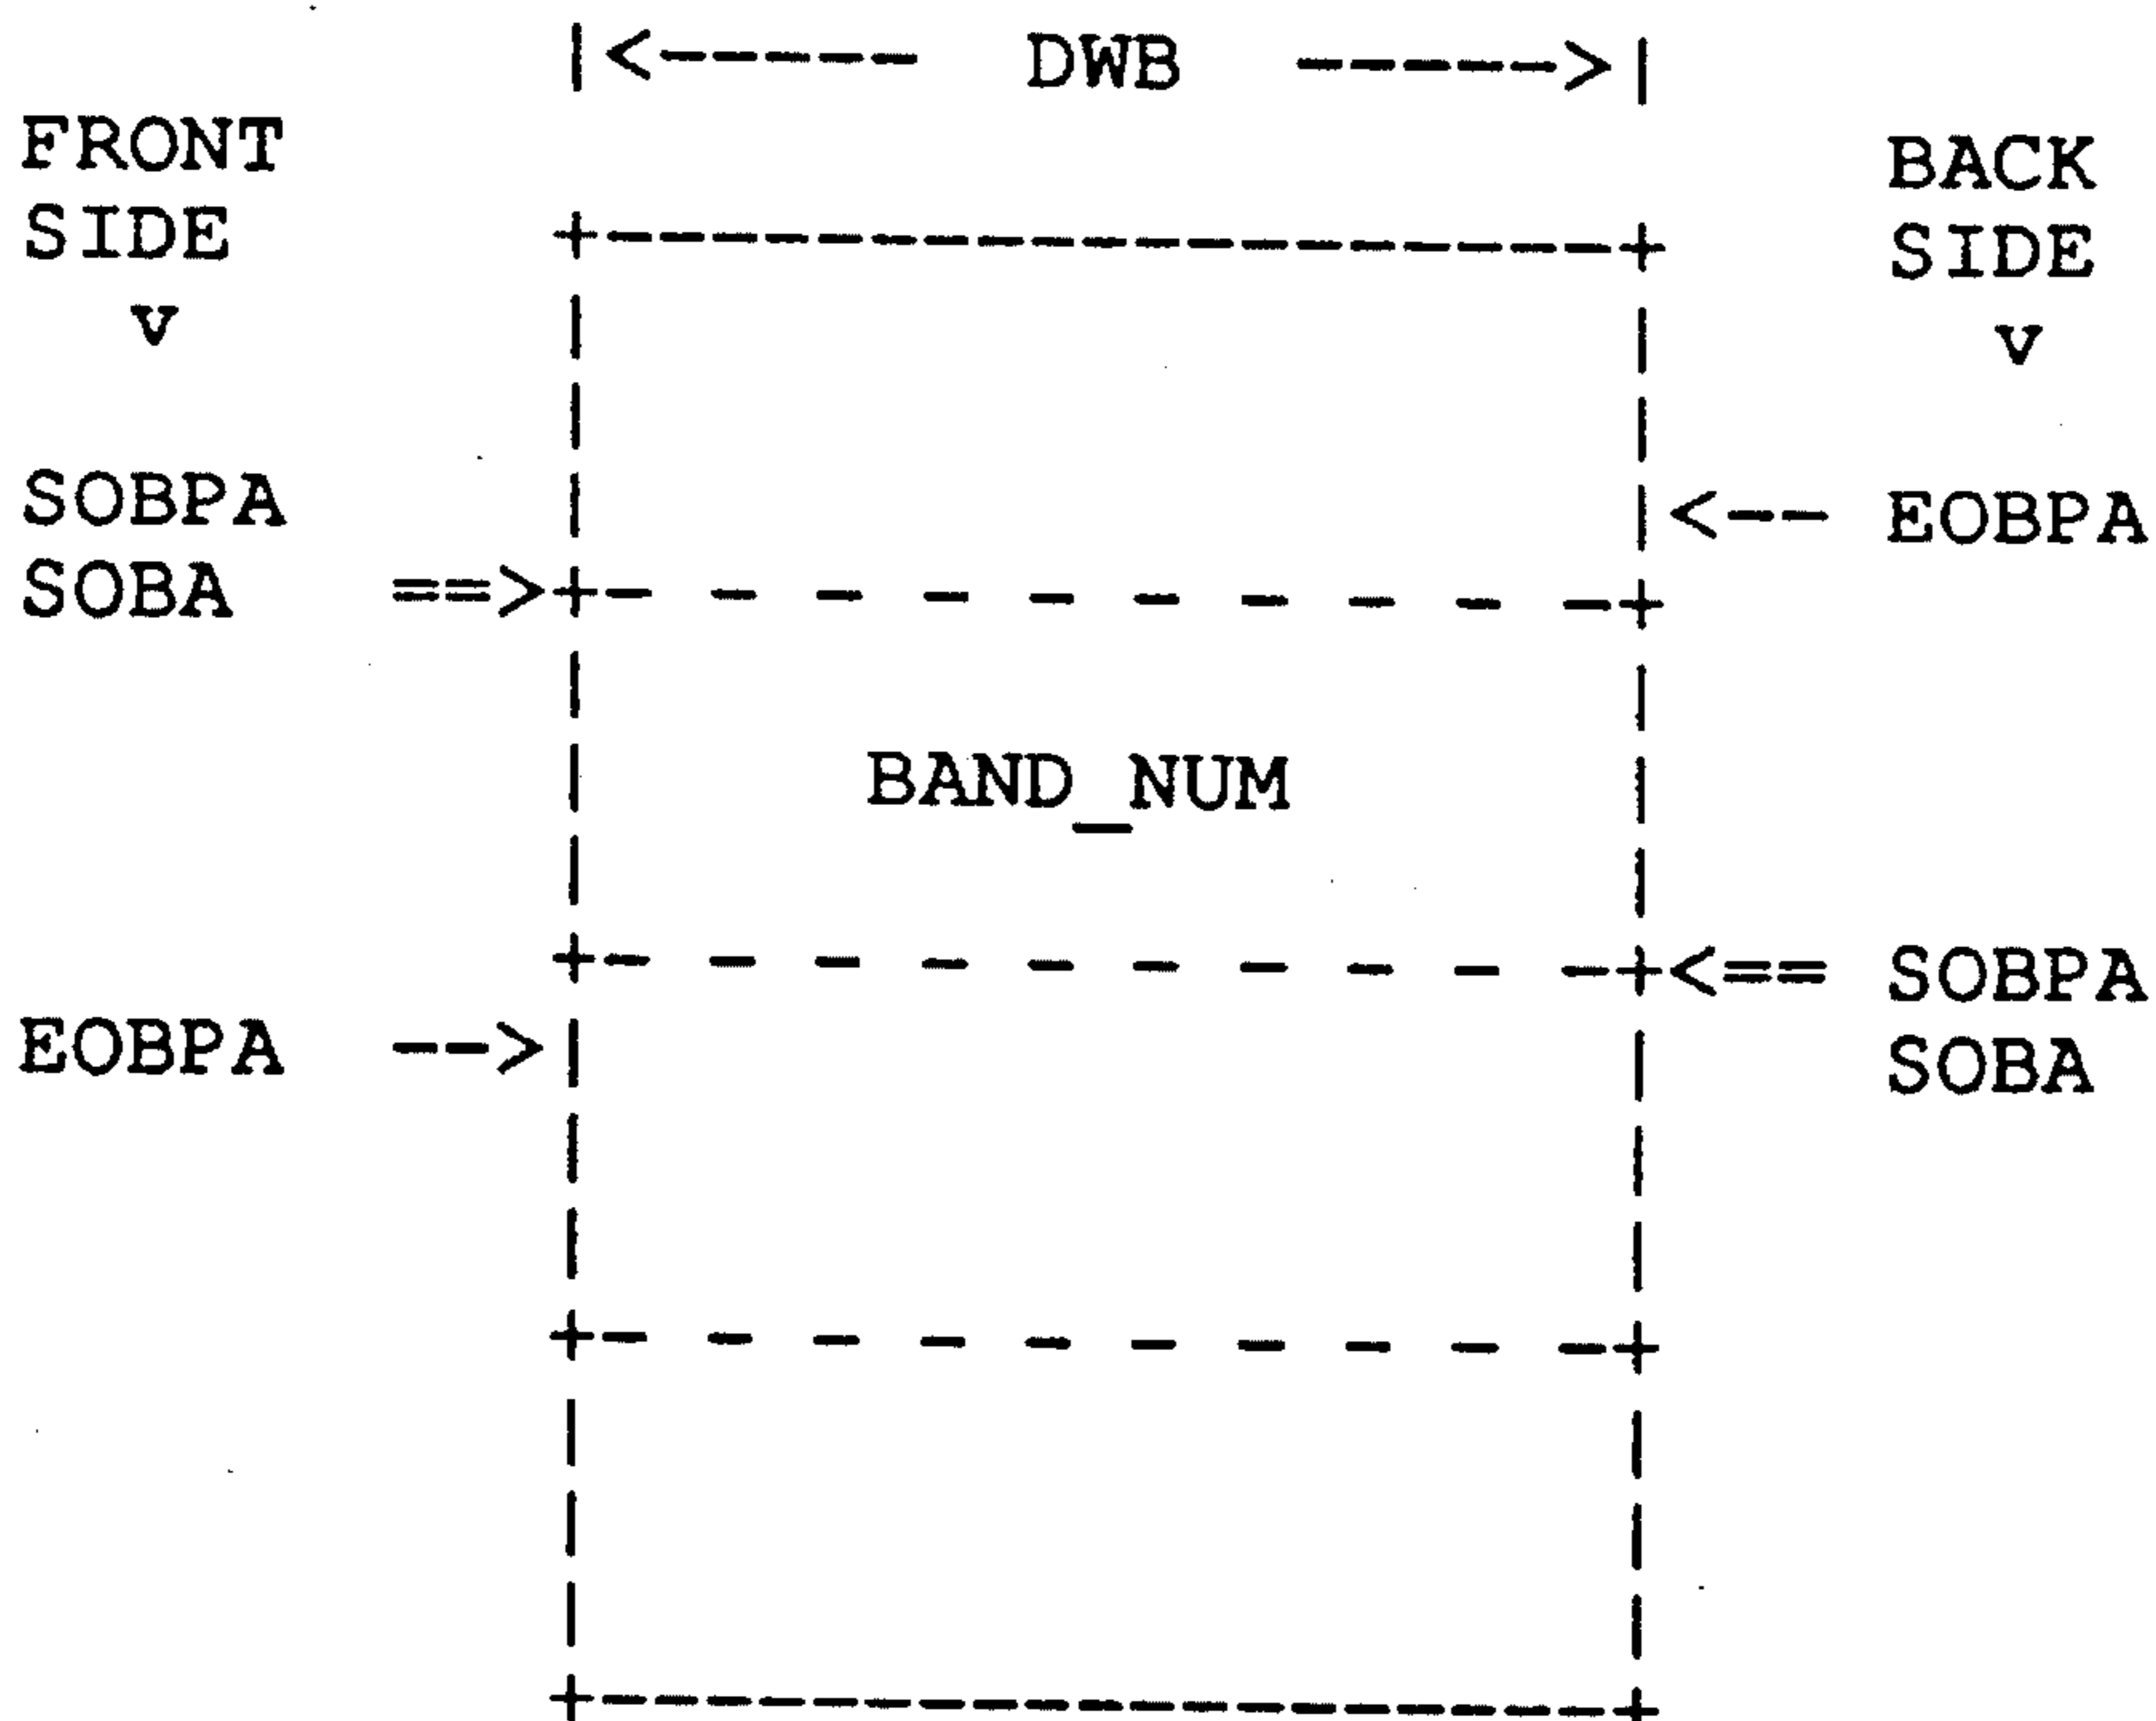 |<----- DWB ----->|
FRONT
SIDE
v
BACK
SIDE
v
SOBPA
SOBA ==>
<-- EOBPA
BAND_NUM
EOBPA -->
<== SOBPA
SOBA